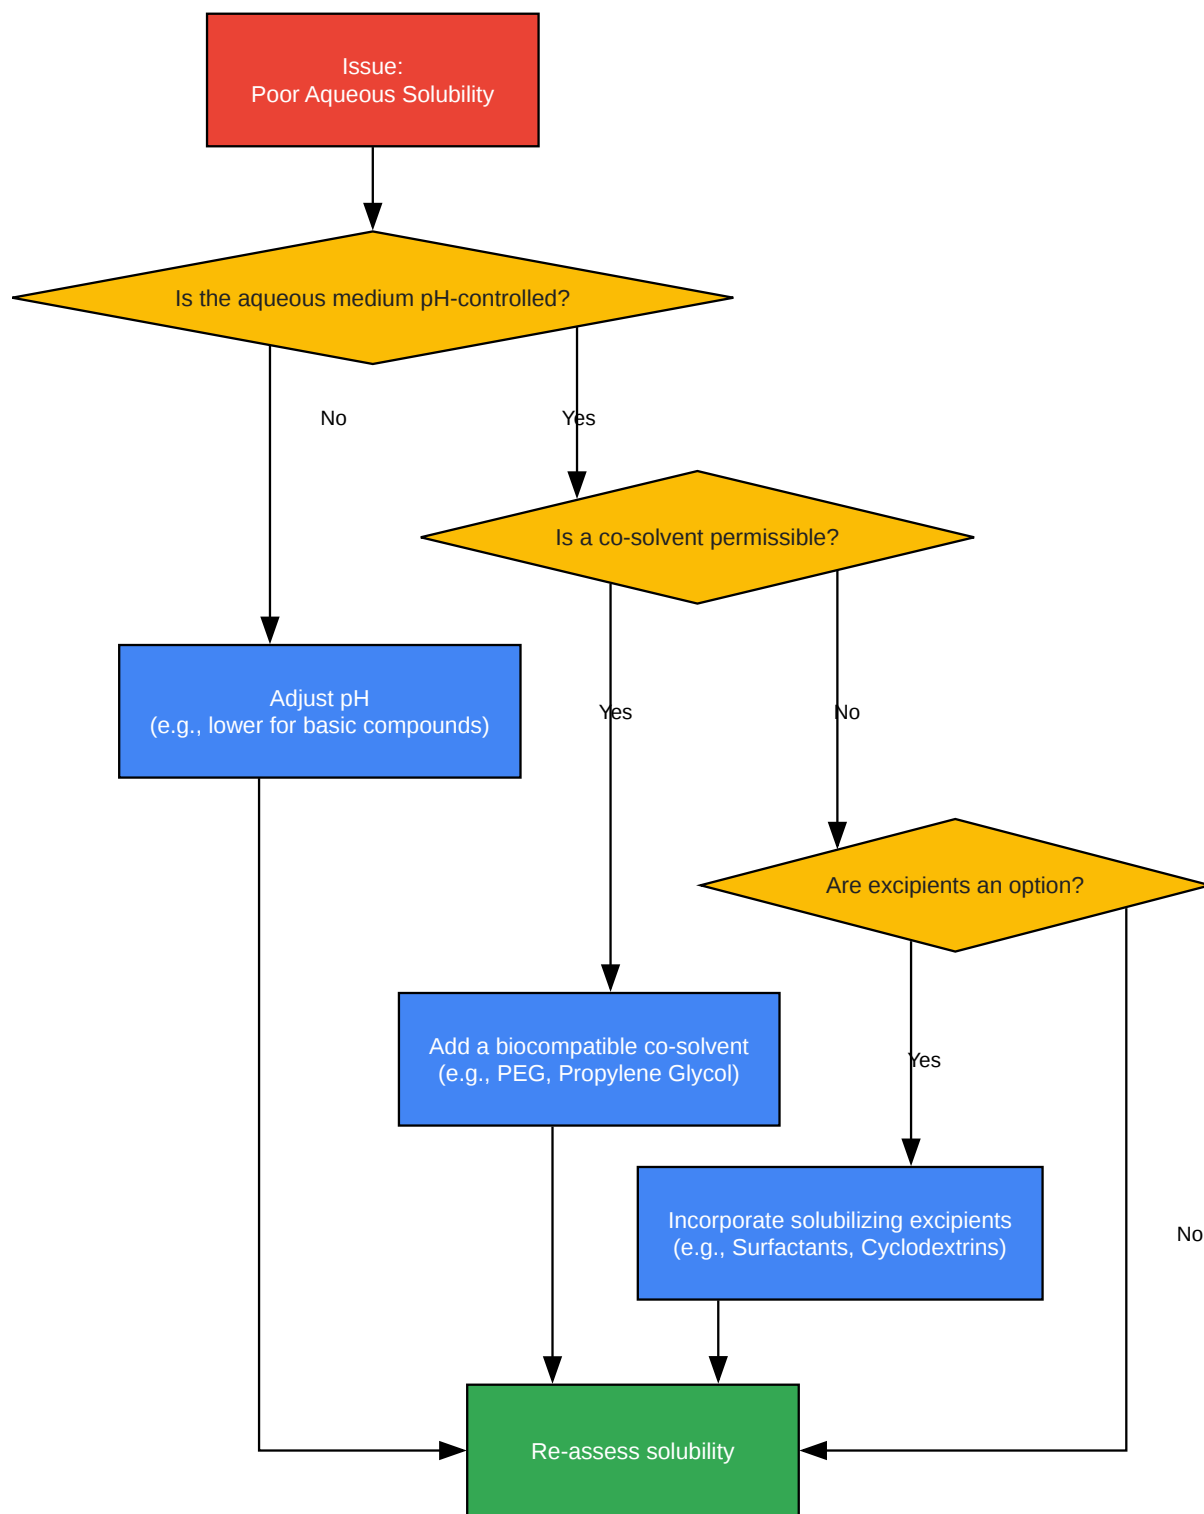 Issue:
Poor Aqueous Solubility
Is the aqueous medium pH-controlled?
No
Yes
Is a co-solvent permissible?
Adjust pH
(e.g., lower for basic compounds)
Yes
No
Are excipients an option?
Add a biocompatible co-solvent
(e.g., PEG, Propylene Glycol)
Yes
Incorporate solubilizing excipients
(e.g., Surfactants, Cyclodextrins)
No
Re-assess solubility